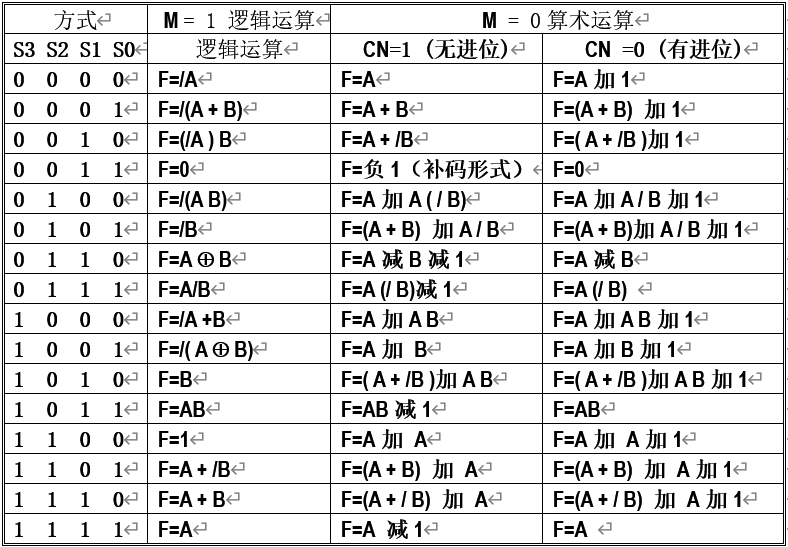 方式 M = 1 逻辑运算 M = 0 算术运算
S3 S2 S1 S0 逻辑运算 CN=1 (无进位) CN =0 (有进位)
0 0 0 0 F=/A F=A F=A 加 1
0 0 0 1 F=/(A + B) F=A + B F=(A + B) 加 1
0 0 1 0 F=(/A ) B F=A + /B F=( A + /B )加 1
0 0 1 1 F=0 F=负 1（补码形式） F=0
0 1 0 0 F=/(A B) F=A 加 A ( / B) F=A 加 A / B 加 1
0 1 0 1 F=/B F=(A + B) 加 A / B F=(A + B)加 A / B 加 1
0 1 1 0 F=A ⊕ B F=A 减 B 减 1 F=A 减 B
0 1 1 1 F=A/B F=A (/ B)减 1 F=A (/ B)
1 0 0 0 F=/A +B F=A 加 A B F=A 加 A B 加 1
1 0 0 1 F=/( A ⊕ B) F=A 加 B F=A 加 B 加 1
1 0 1 0 F=B F=( A + /B )加 A B F=( A + /B )加 A B 加 1
1 0 1 1 F=AB F=AB 减 1 F=AB
1 1 0 0 F=1 F=A 加 A F=A 加 A 加 1
1 1 0 1 F=A + /B F=(A + B) 加 A F=(A + B) 加 A 加 1
1 1 1 0 F=A + B F=(A + / B) 加 A F=(A + / B) 加 A 加 1
1 1 1 1 F=A F=A 减 1 F=A